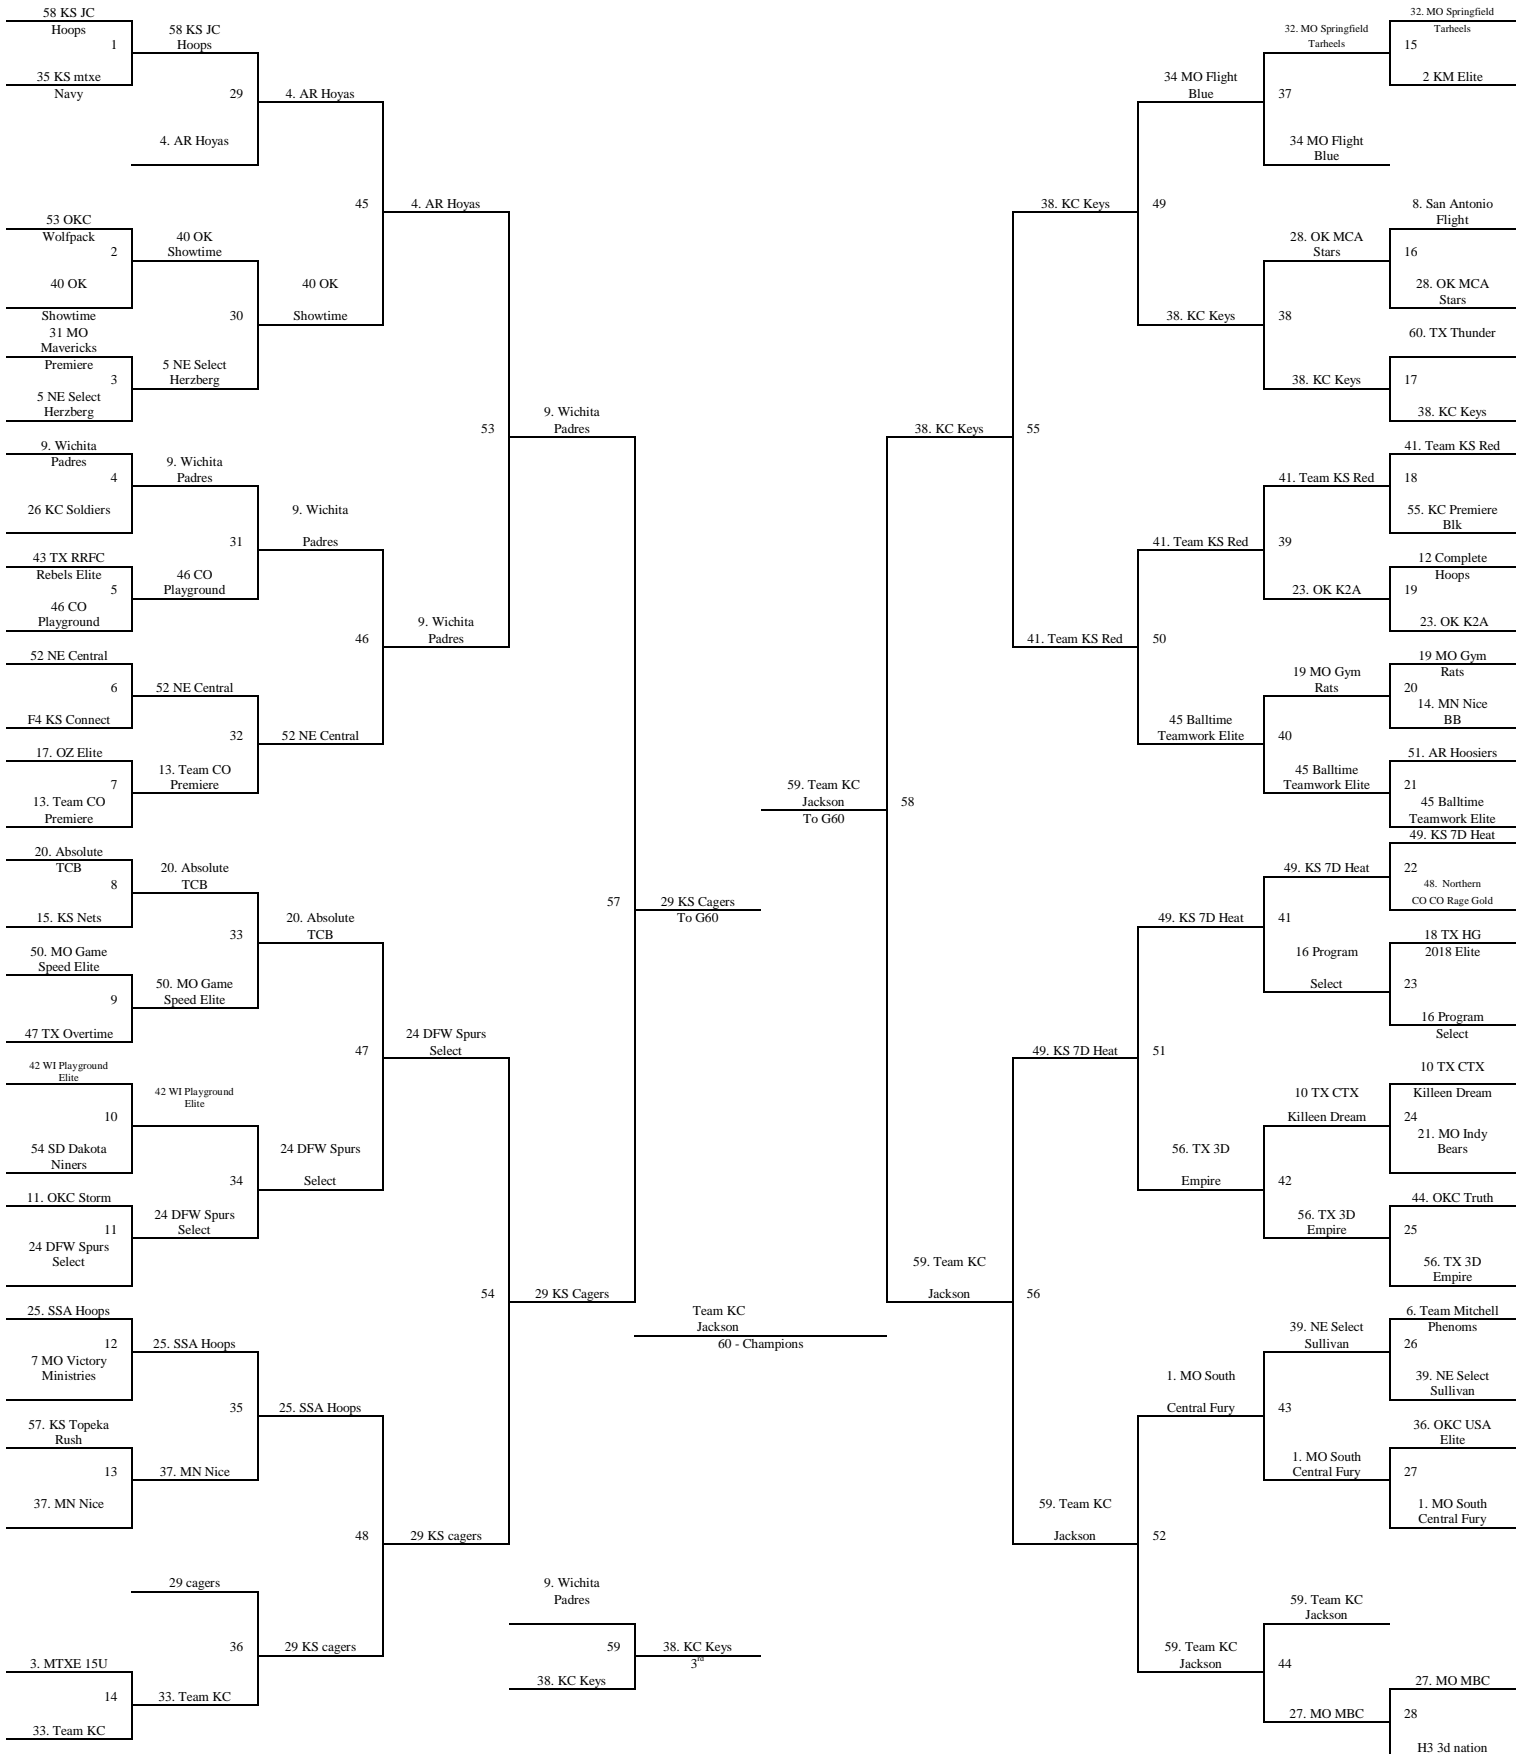 58 KS JC
Hoops
1
35 KS mtxe
Navy
58 KS JC
Hoops
29
4. AR Hoyas
4. AR Hoyas
45
4. AR Hoyas
53 OKC
Wolfpack
2
40 OK
Showtime
40 OK
Showtime
30
40 OK
Showtime
31 MO
Mavericks
Premiere
3
5 NE Select
Herzberg
5 NE Select
Herzberg
53
9. Wichita
Padres
9. Wichita
Padres
4
26 KC Soldiers
9. Wichita
Padres
31
9. Wichita
Padres
43 TX RRFC
Rebels Elite
5
46 CO
Playground
46 CO
Playground
46
9. Wichita
Padres
52 NE Central
6
F4 KS Connect
52 NE Central
32
52 NE Central
17. OZ Elite
7
13. Team CO
Premiere
13. Team CO
Premiere
20. Absolute
TCB
8
15. KS Nets
20. Absolute
TCB
33
20. Absolute
TCB
50. MO Game
Speed Elite
9
47 TX Overtime
50. MO Game
Speed Elite
47
24 DFW Spurs
Select
42 WI Playground
Elite
10
54 SD Dakota
Niners
42 WI Playground
Elite
34
24 DFW Spurs
Select
11. OKC Storm
11
24 DFW Spurs
Select
24 DFW Spurs
Select
54
29 KS Cagers
25. SSA Hoops
12
7 MO Victory
Ministries
25. SSA Hoops
35
25. SSA Hoops
57. KS Topeka
Rush
13
37. MN Nice
37. MN Nice
48
29 KS cagers
29 cagers
36
29 KS cagers
3. MTXE 15U
14
33. Team KC
33. Team KC
57
29 KS Cagers
To G60
59. Team KC
Jackson
To G60
58
Team KC
Jackson
60 - Champions
9. Wichita
Padres
59
38. KC Keys
38. KC Keys
3rd
32. MO Springfield
Tarheels
15
2 KM Elite
32. MO Springfield
Tarheels
37
34 MO Flight
Blue
34 MO Flight
Blue
49
38. KC Keys
8. San Antonio
Flight
16
28. OK MCA
Stars
28. OK MCA
Stars
38
38. KC Keys
60. TX Thunder
17
38. KC Keys
38. KC Keys
38. KC Keys
55
41. Team KS Red
18
55. KC Premiere
Blk
41. Team KS Red
39
41. Team KS Red
12 Complete
Hoops
19
23. OK K2A
23. OK K2A
41. Team KS Red
50
19 MO Gym
Rats
20
14. MN Nice
BB
19 MO Gym
Rats
40
45 Balltime
Teamwork Elite
51. AR Hoosiers
21
45 Balltime
Teamwork Elite
45 Balltime
Teamwork Elite
49. KS 7D Heat
22
48. Northern
CO CO Rage Gold
49. KS 7D Heat
41
49. KS 7D Heat
18 TX HG
2018 Elite
23
16 Program
Select
16 Program
Select
49. KS 7D Heat
51
10 TX CTX
Killeen Dream
24
21. MO Indy
Bears
10 TX CTX
Killeen Dream
42
56. TX 3D
Empire
44. OKC Truth
25
56. TX 3D
Empire
56. TX 3D
Empire
59. Team KC
Jackson
56
6. Team Mitchell
Phenoms
26
39. NE Select
Sullivan
39. NE Select
Sullivan
43
1. MO South
Central Fury
36. OKC USA
Elite
27
1. MO South
Central Fury
1. MO South
Central Fury
59. Team KC
Jackson
52
59. Team KC
Jackson
44
59. Team KC
Jackson
27. MO MBC
28
H3 3d nation
27. MO MBC